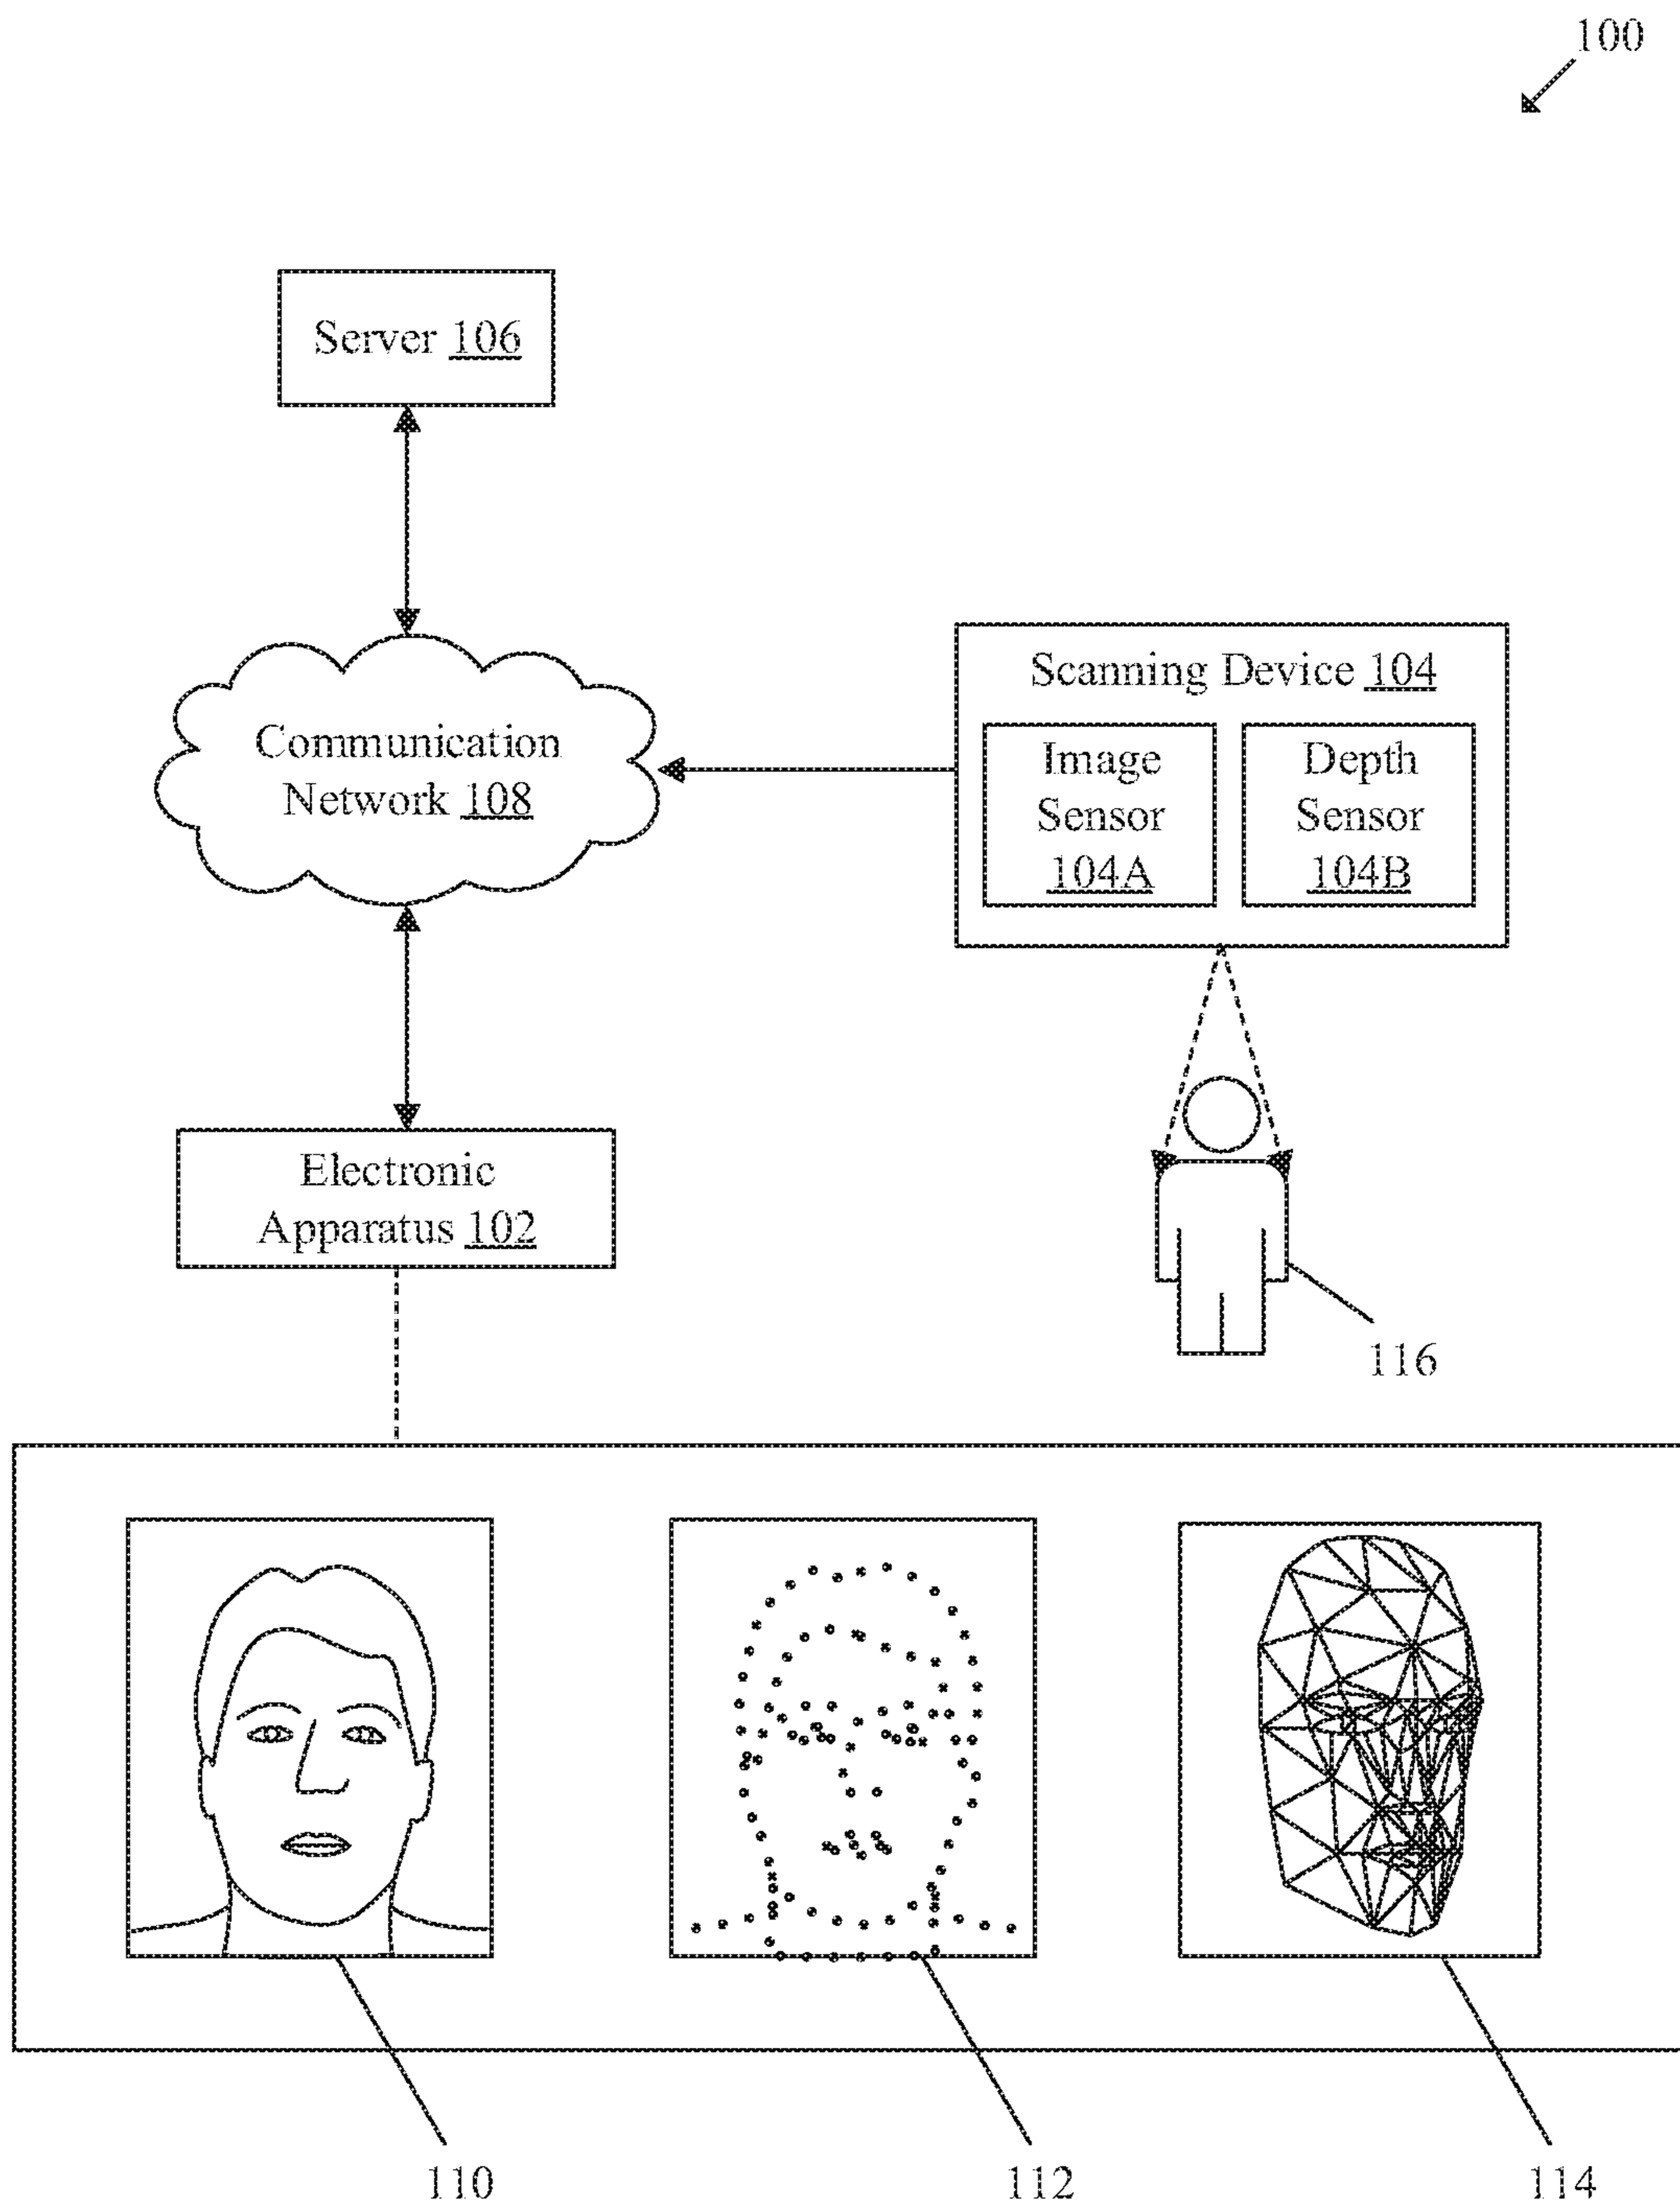 100
Server 106
Communication
Network 108
Scanning Device 104
Image
Sensor
104A
Depth
Sensor
104B
Electronic
Apparatus 102
116
110
112
114